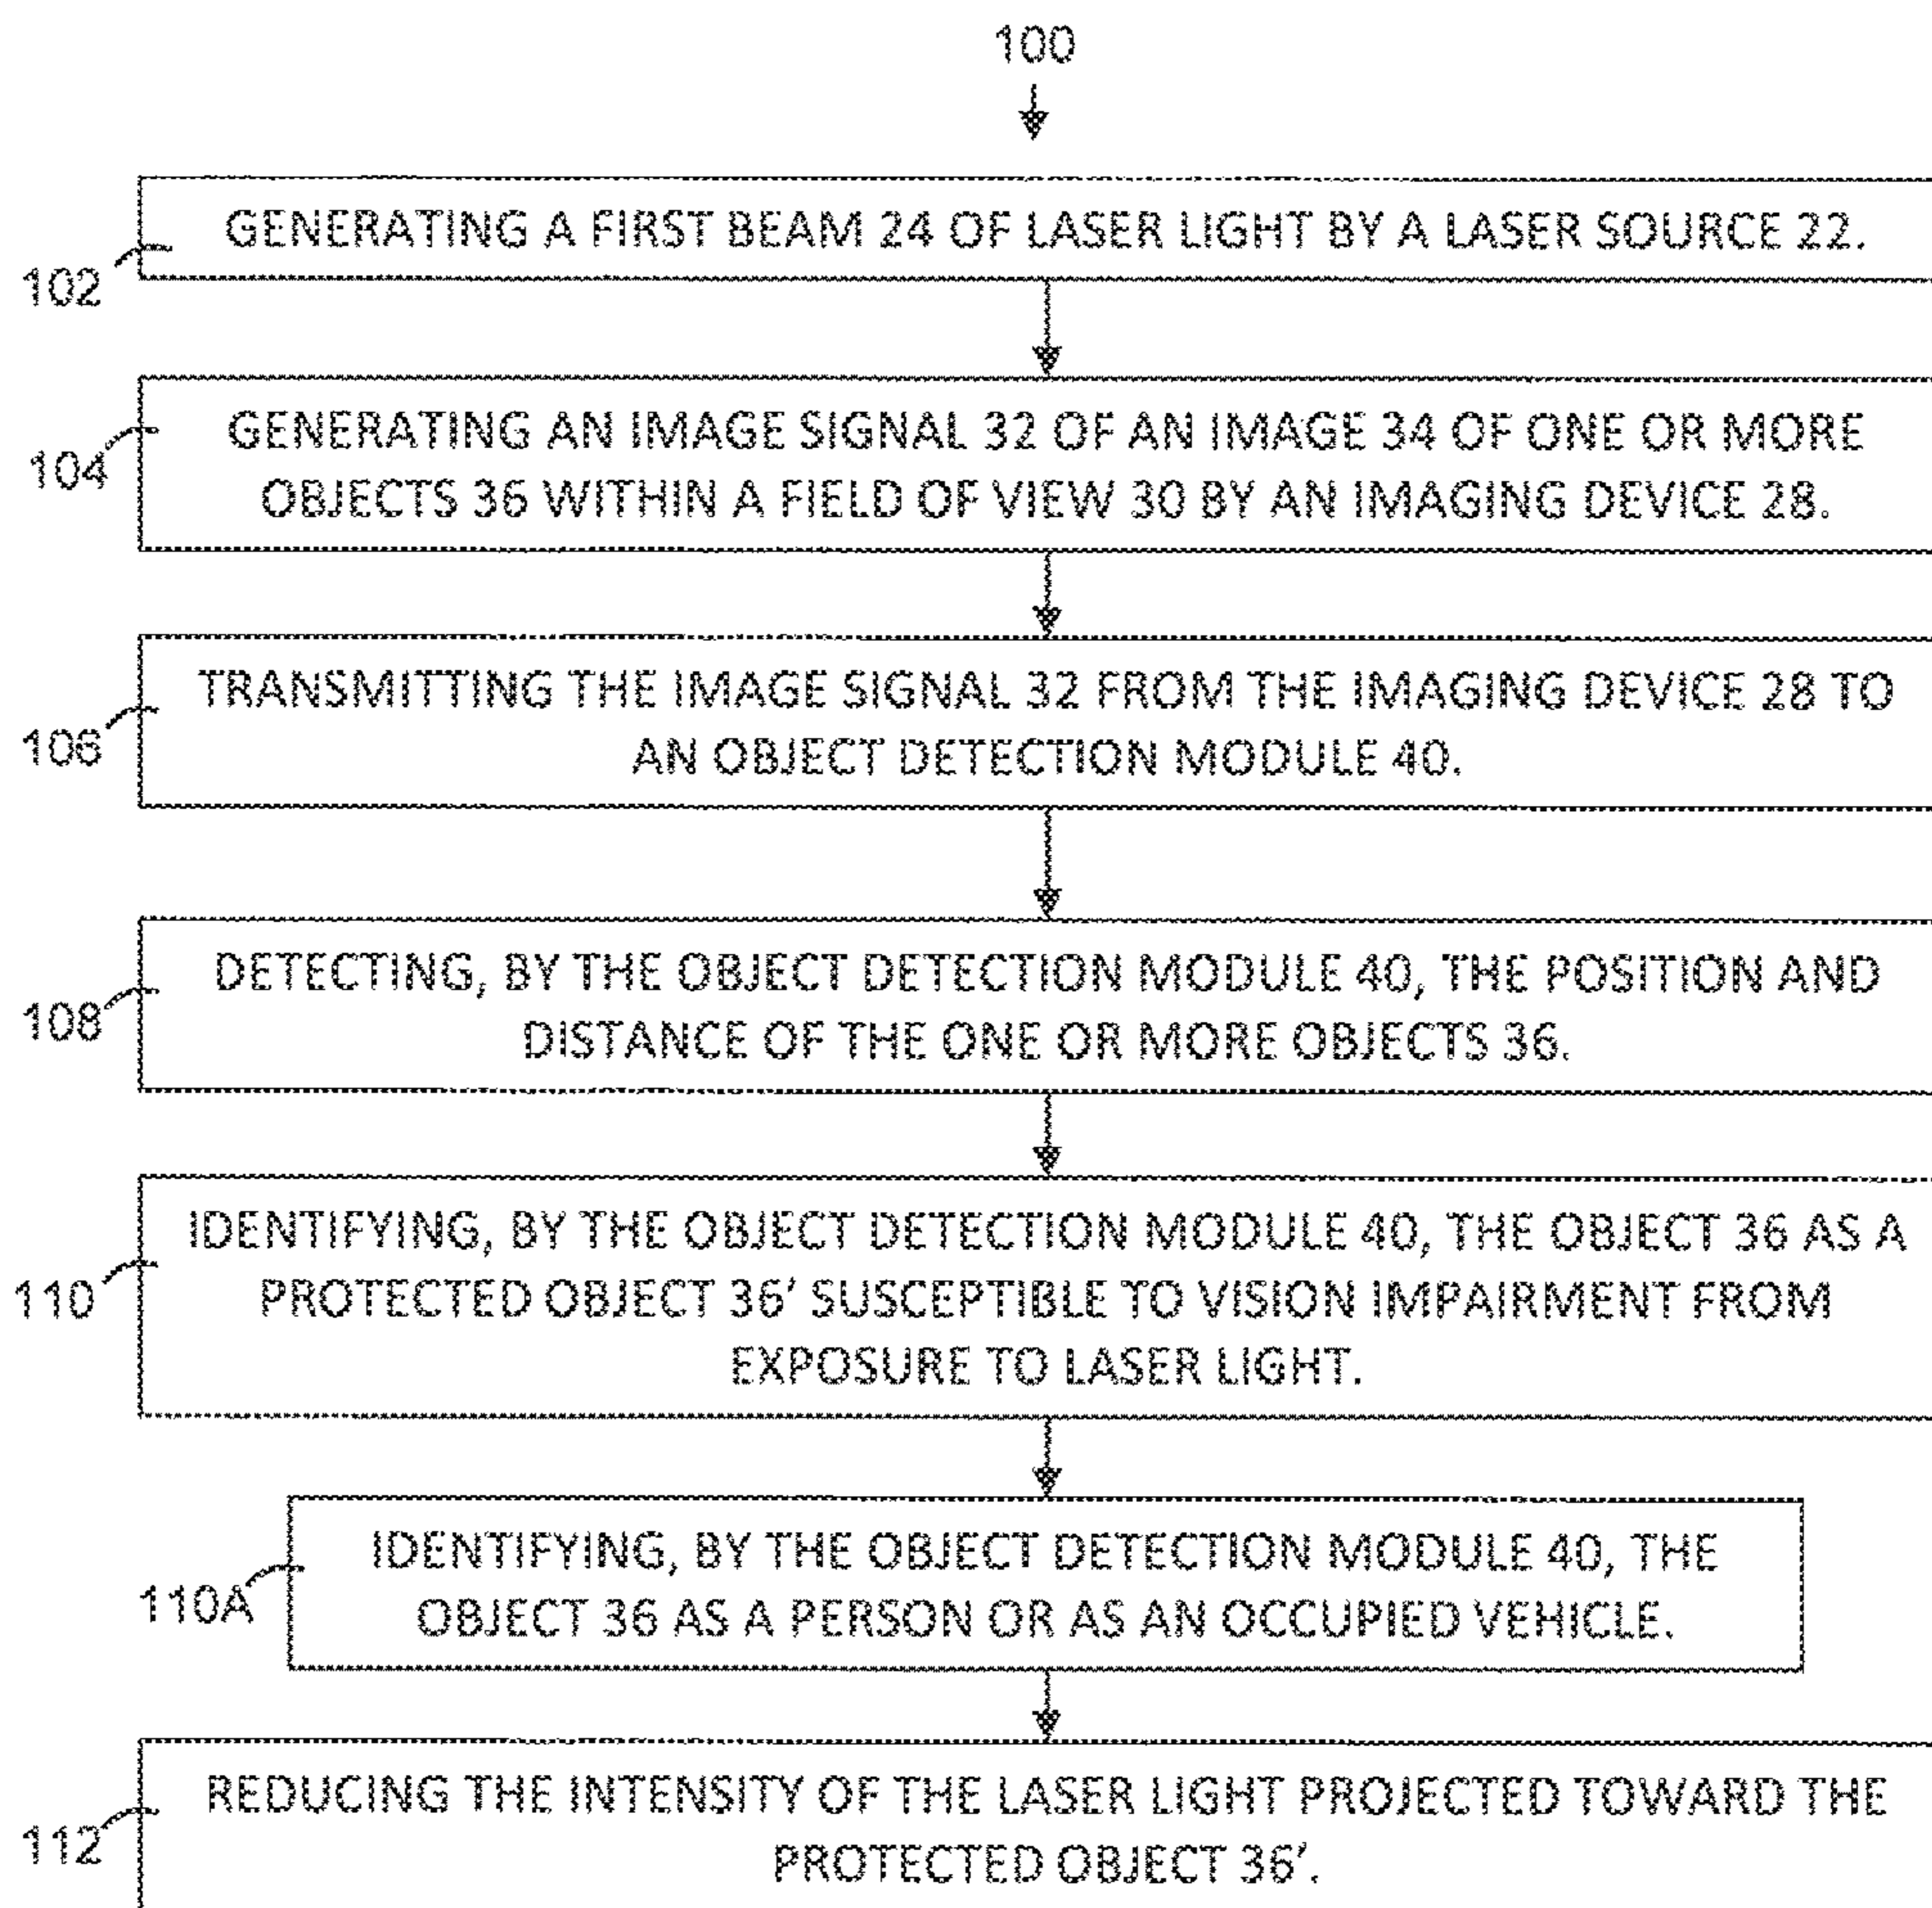 100
102
GENERATING A FIRST BEAM 24 OF LASER LIGHT BY A LASER SOURCE 22.
104
GENERATING AN IMAGE SIGNAL 32 OF AN IMAGE 34 OF ONE OR MORE
OBJECTS 36 WITHIN A FIELD OF VIEW 30 BY AN IMAGING DEVICE 28.
106
TRANSMITTING THE IMAGE SIGNAL 32 FROM THE IMAGING DEVICE 28 TO
AN OBJECT DETECTION MODULE 40.
108
DETECTING, BY THE OBJECT DETECTION MODULE 40, THE POSITION AND
DISTANCE OF THE ONE OR MORE OBJECTS 36.
110
IDENTIFYING, BY THE OBJECT DETECTION MODULE 40, THE OBJECT 36 AS A
PROTECTED OBJECT 36' SUSCEPTIBLE TO VISION IMPAIRMENT FROM
EXPOSURE TO LASER LIGHT.
110A
IDENTIFYING, BY THE OBJECT DETECTION MODULE 40, THE
OBJECT 36 AS A PERSON OR AS AN OCCUPIED VEHICLE.
112
REDUCING THE INTENSITY OF THE LASER LIGHT PROJECTED TOWARD THE
PROTECTED OBJECT 36'.